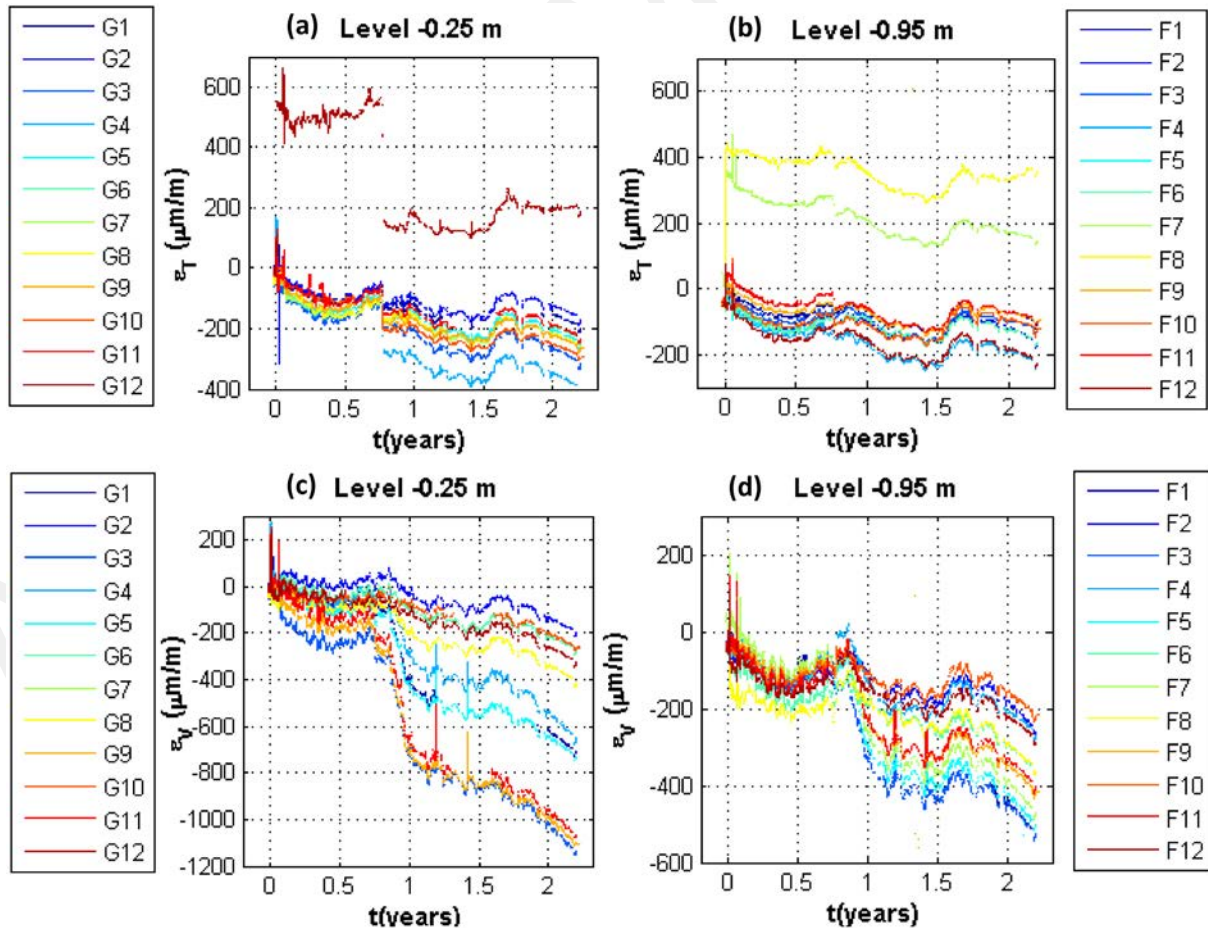 G1
G2
G3
G4
G5
G6
G7
G8
G9
G10
G11
G12
(a) Level -0.25 m
600
400
200
0
-200
-400
ε_T (μm/m)
0 0.5 1 1.5 2
t(years)
(b) Level -0.95 m
600
400
200
0
-200
ε_T (μm/m)
0 0.5 1 1.5 2
t(years)
F1
F2
F3
F4
F5
F6
F7
F8
F9
F10
F11
F12
G1
G2
G3
G4
G5
G6
G7
G8
G9
G10
G11
G12
(c) Level -0.25 m
200
0
-200
-400
-600
-800
-1000
-1200
ε_V (μm/m)
0 0.5 1 1.5 2
t(years)
(d) Level -0.95 m
200
0
-200
-400
-600
ε_V (μm/m)
0 0.5 1 1.5 2
t(years)
F1
F2
F3
F4
F5
F6
F7
F8
F9
F10
F11
F12